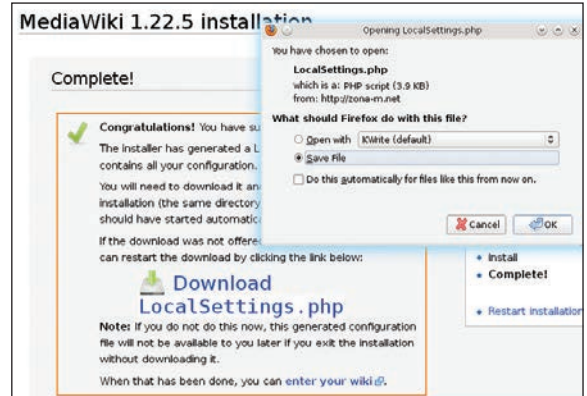 MediaWiki 1.22.5 installation
Complete!
Congratulations! You have su
The installer has generated a L
contains all your configuration.
You will need to download it an
installation (the same directory
should have started automatic
If the download was not offere
can restart the download by clicking the link below:
Download
LocalSettings.php
Note: If you do not do this now, this generated configuration
file will not be available to you later if you exit the installation
without downloading it.
When that has been done, you can enter your wiki.
Opening LocalSettings.php
You have chosen to open:
LocalSettings.php
which is a: PHP script (3.9 KB)
from: http://zona-m.net
What should Firefox do with this file?
Open with KWrite (default)
Save File
Do this automatically for files like this from now on.
Cancel OK
Install
Complete!
Restart installation